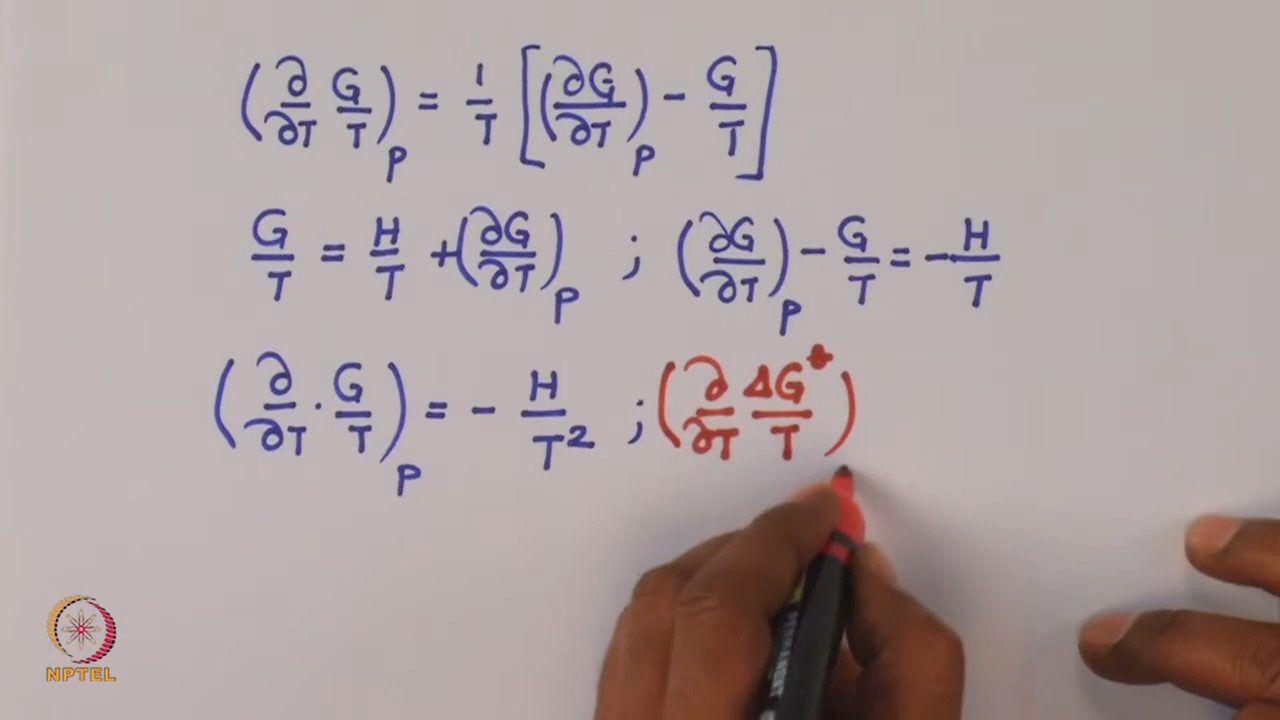 (∂/∂T G/T)_P = 1/T [(∂G/∂T)_P - G/T]
G/T = H/T + (∂G/∂T)_P ; (∂G/∂T)_P - G/T = - H/T
(∂/∂T · G/T)_P = - H/T² ; (∂/∂T ΔG°/T)
NPTEL